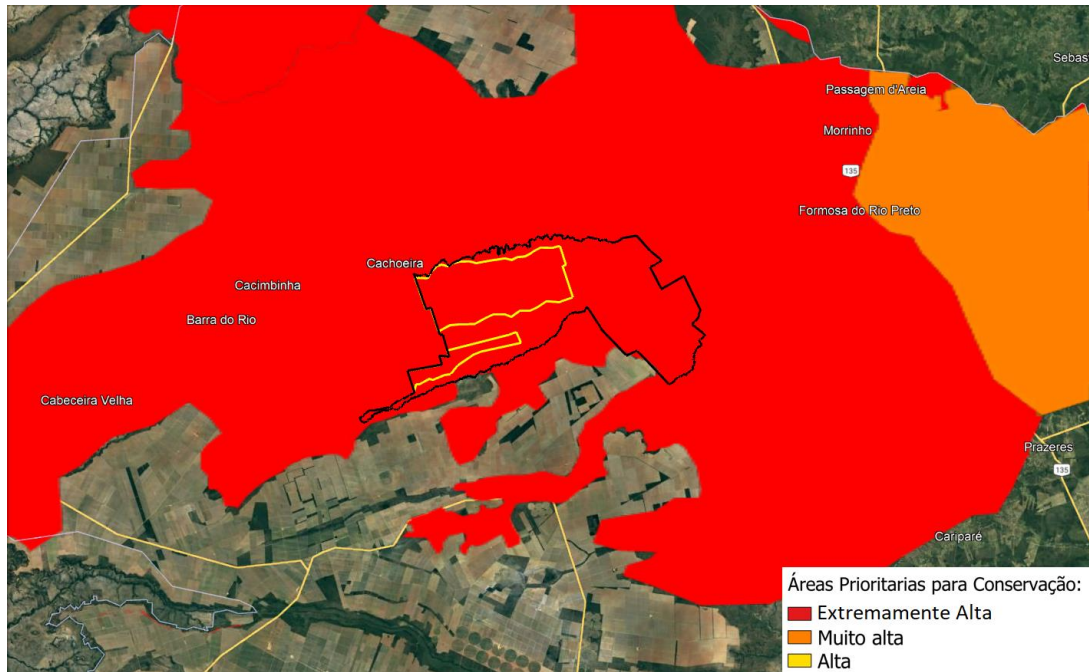 Sebas
Passagem d'Areia
Morrinho
135
Formosa do Rio Preto
Cachoeira
Cacimbinha
Barra do Rio
Cabeceira Velha
Prazeres
135
Cariparé
Áreas Prioritarias para Conservação:
Extremamente Alta
Muito alta
Alta